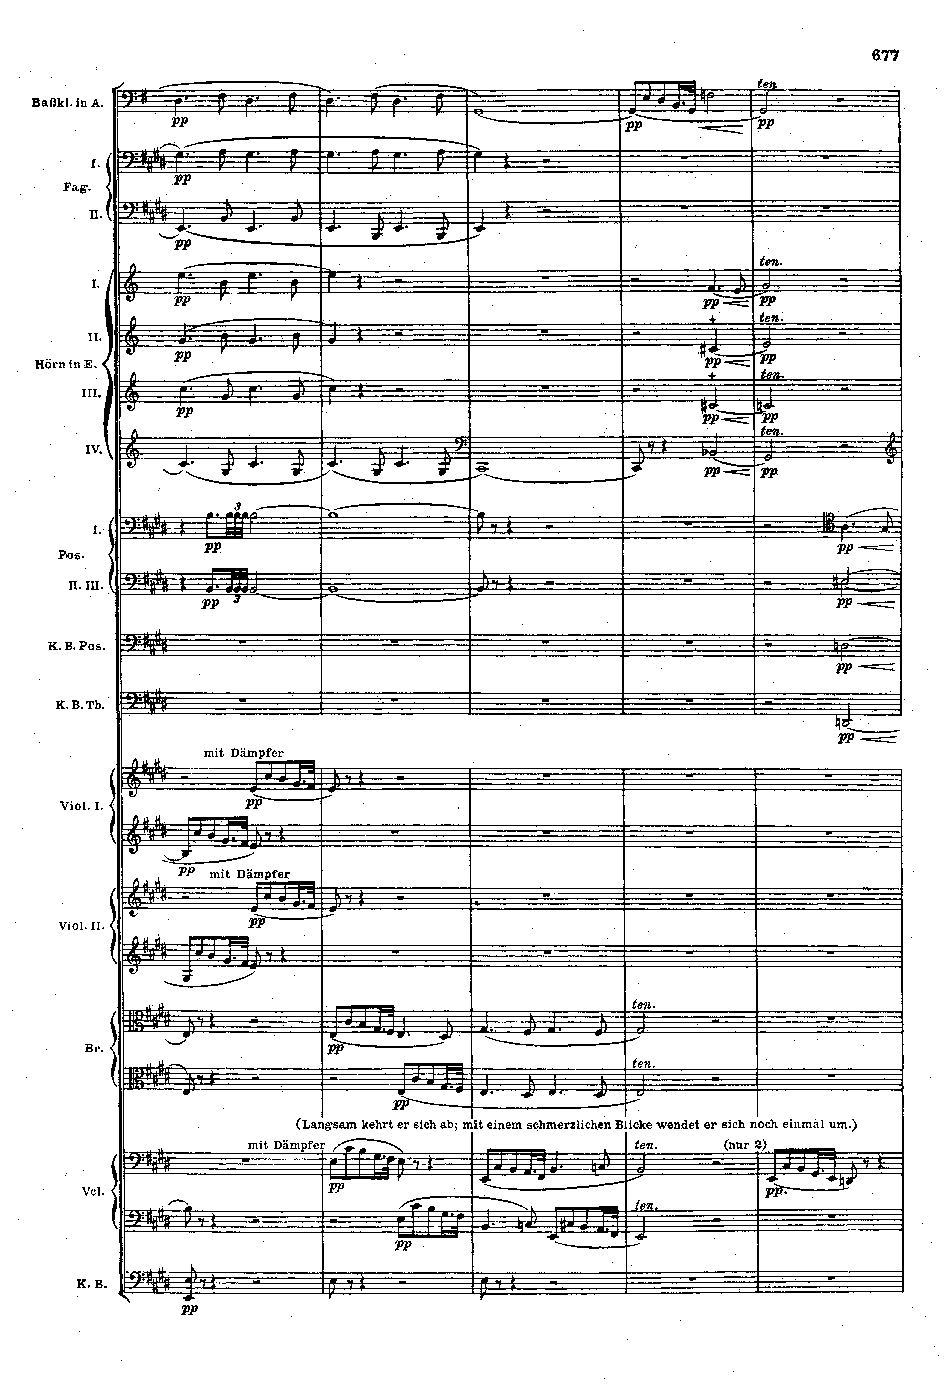 677
Baßkl. in A.
ten.
pp pp pp
I.
pp
Fag.
II.
pp
ten.
I.
pp pp pp
ten.
II.
pp pp pp
Hörn in E.
ten.
III.
pp pp pp
ten.
IV.
pp pp
3
I.
pp pp
Pos.
II. III.
pp 3 pp
K. B. Pos.
pp
K. B. Tb.
pp
mit Dämpfer
Viol. I.
pp
pp
mit Dämpfer
pp
Viol. II.
ten.
pp
Br.
ten.
pp
(Langsam kehrt er sich ab; mit einem schmerzlichen Blicke wendet er sich noch einmal um.)
mit Dämpfer ten. (nur 2)
pp pp.
Vcl.
ten.
pp
K. B.
pp